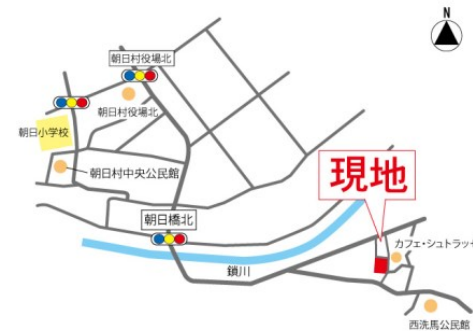 N
朝日村役場北
朝日村役場北
朝日小学校
朝日村中央公民館
朝日橋北
現地
カフェ・シュトラッセ
鎖川
西洗馬公民館